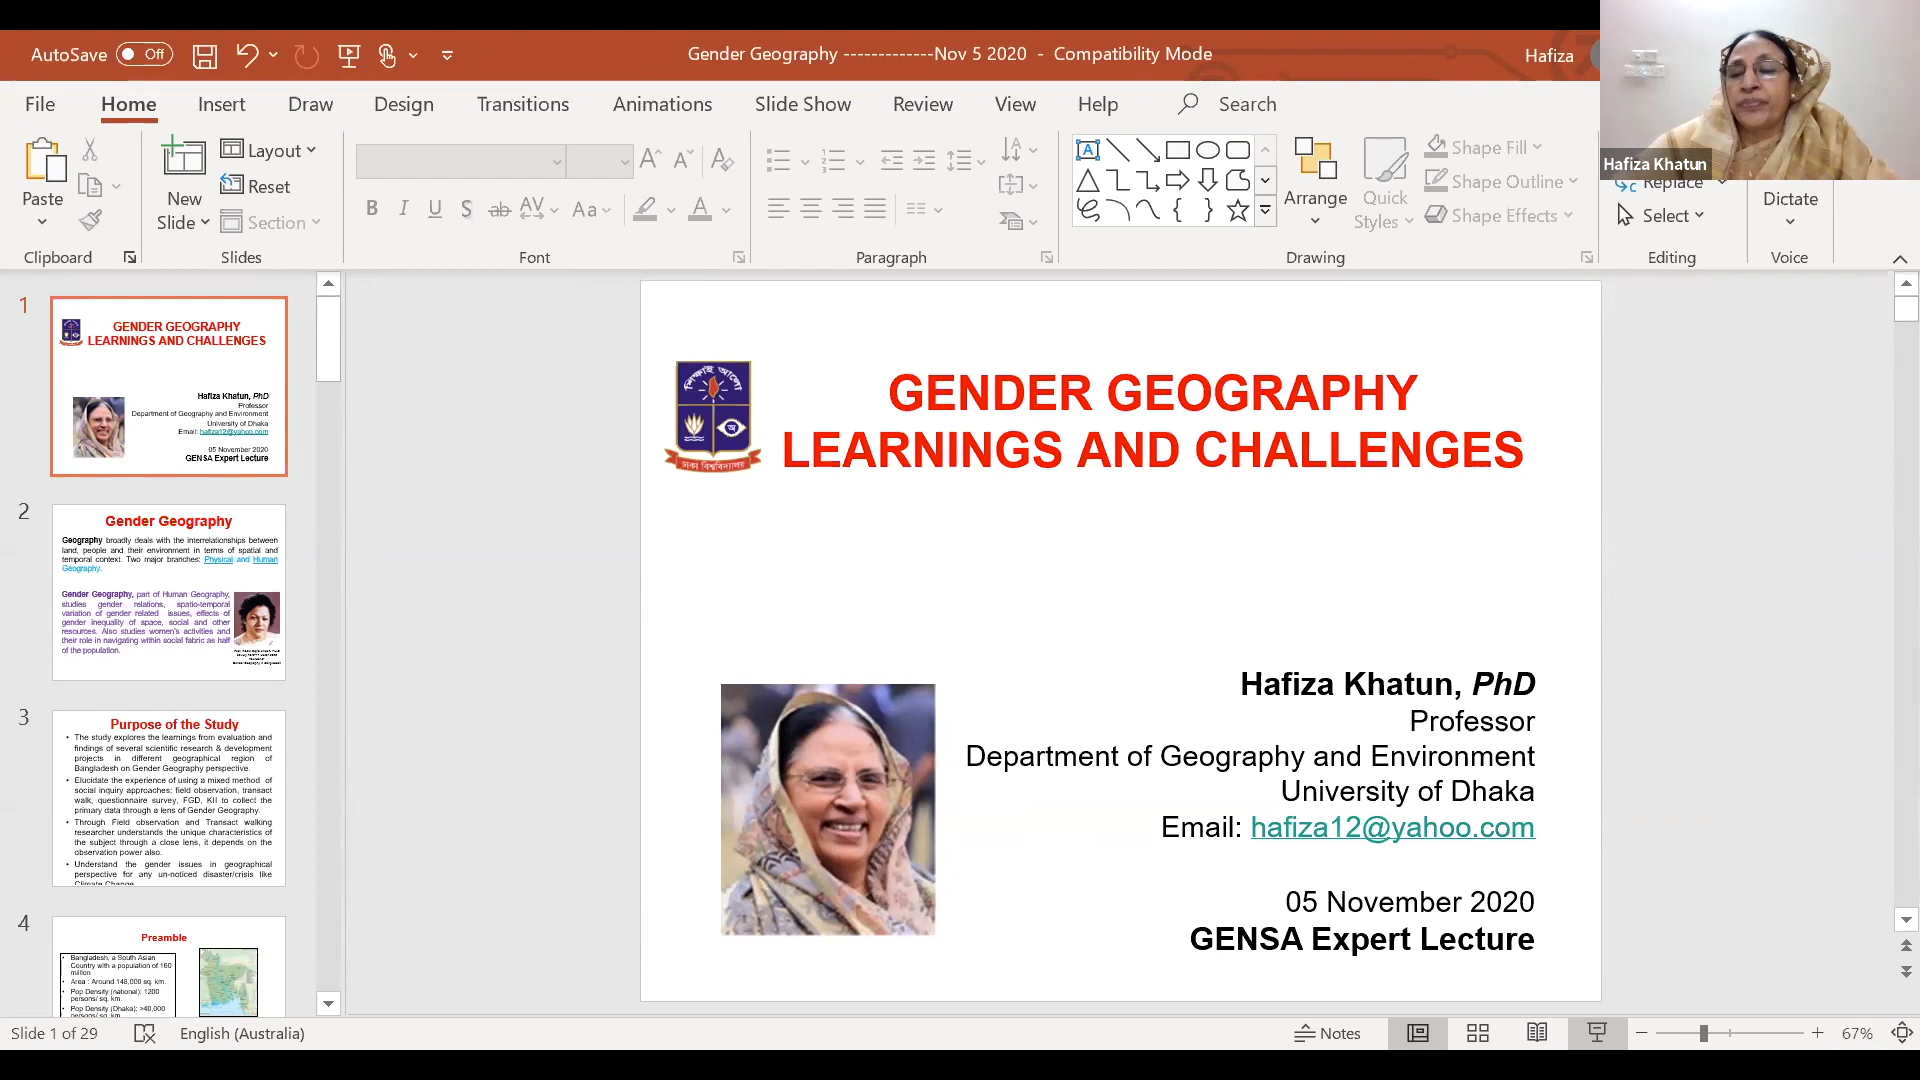 AutoSave Off
Gender Geography -------------Nov 5 2020 - Compatibility Mode
Hafiza
File Home Insert Draw Design Transitions Animations Slide Show Review View Help Search
Hafiza Khatun
Paste
Clipboard
New
Slide
Layout
Reset
Section
Slides
Font
Paragraph
Arrange
Quick
Styles
Shape Fill
Shape Outline
Shape Effects
Drawing
Replace
Select
Editing
Dictate
Voice
1
GENDER GEOGRAPHY
LEARNINGS AND CHALLENGES
Hafiza Khatun, PhD
Professor
Department of Geography and Environment
University of Dhaka
Email: hafiza12@yahoo.com
05 November 2020
GENSA Expert Lecture
2
Gender Geography
Geography broadly deals with the interrelationships between
land, people and their environment in terms of spatial and
temporal context. Two major branches: Physical and Human
Geography.
Gender Geography, part of Human Geography,
studies gender relations, spatio-temporal
variation of gender related issues, effects of
gender inequality of space, social and other
resources. Also studies women's activities and
their role in navigating within social fabric as half
of the population.
3
Purpose of the Study
• The study explores the learnings from evaluation and
findings of several scientific research & development
projects in different geographical region of
Bangladesh on Gender Geography perspective.
• Elucidate the experience of using a mixed method of
social inquiry approaches: field observation, transact
walk, questionnaire survey, FGD, KII to collect the
primary data through a lens of Gender Geography.
• Through Field observation and Transact walking
researcher understands the unique characteristics of
the subject through a close lens, it depends on the
observation power also.
• Understand the gender issues in geographical
perspective for any un-noticed disaster/crisis like
Climate Change
4
Preamble
• Bangladesh, a South Asian
Country with a population of 160
million
• Area : Around 148,000 sq. km.
• Pop Density (national): 1200
persons/ sq. km.
• Pop Density (Dhaka): >40,000
persons/ sq. km
শিক্ষাই আলো
অ
ঢাকা বিশ্ববিদ্যালয়
GENDER GEOGRAPHY
LEARNINGS AND CHALLENGES
Hafiza Khatun, PhD
Professor
Department of Geography and Environment
University of Dhaka
Email: hafiza12@yahoo.com
05 November 2020
GENSA Expert Lecture
Slide 1 of 29 English (Australia)
Notes
67%